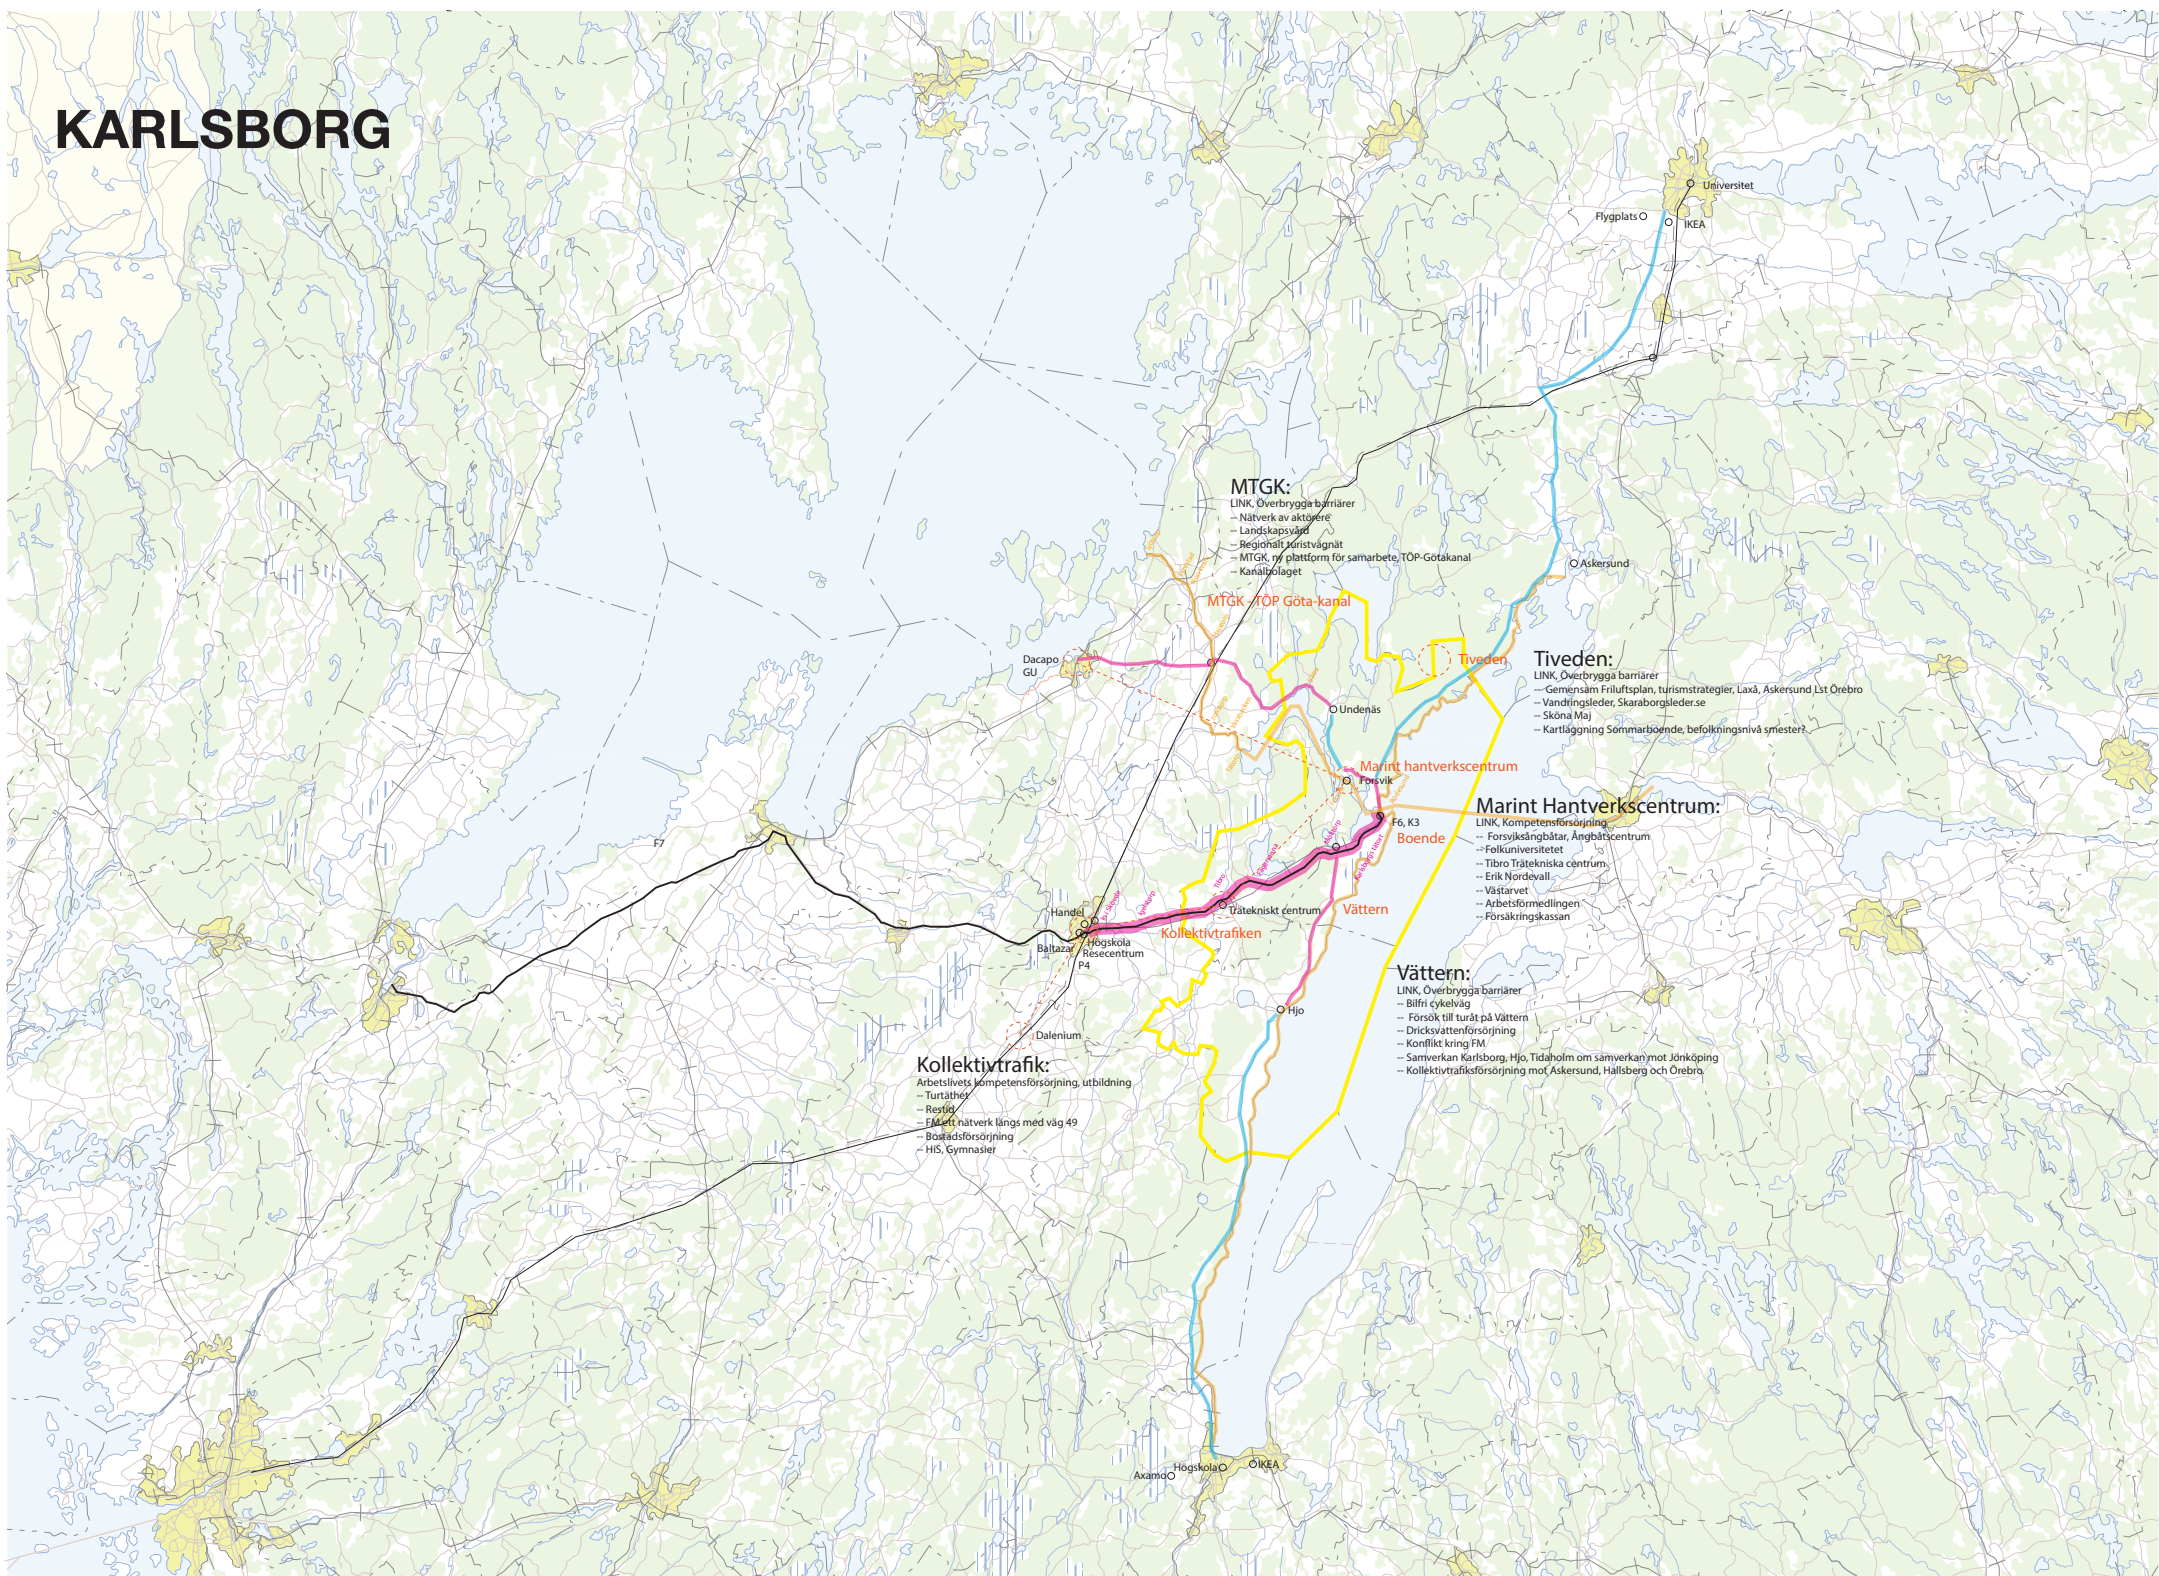 KARLSBORG
Universitet
Flygplats
IKEA
MTGK:
LINK, Överbrygga barriärer
-- Nätverk av aktörere
-- Landskapsvård
-- Regionalt turistvägnät
-- MTGK, ny plattform för samarbete, TÖP-Götakanal
-- Kanalbolaget
Askersund
MTGK - TÖP Göta-kanal
Dacapo
GU
Tiveden
Tiveden:
LINK, Överbrygga barriärer
-- Gemensam Friluftsplan, turismstrategier, Laxå, Askersund Lst Örebro
-- Vandringsleder, Skaraborgsleder.se
-- Sköna Maj
-- Kartläggning Sommarboende, befolkningsnivå smester?
Undenäs
Marint hantverkscentrum
Forsvik
Marint Hantverkscentrum:
LINK, Kompetensförsörjning
-- Forsviksångbåtar, Ångbåtscentrum
-- Folkuniversitetet
-- Tibro Trätekniska centrum
-- Erik Nordevall
-- Västarvet
-- Arbetsförmedlingen
-- Försäkringskassan
F6, K3
Boende
F7
Mölltorp
Fagersanna
Tibro
Igelstorp
Handel
Trätekniskt centrum
Vättern
Kollektivtrafiken
Baltazar
Högskola
Resecentrum
P4
Vättern:
LINK, Överbrygga barriärer
-- Bilfri cykelväg
-- Försök till turåt på Vättern
-- Dricksvattenförsörjning
-- Konflikt kring FM
-- Samverkan Karlsborg, Hjo, Tidaholm om samverkan mot Jönköping
-- Kollektivtrafiksförsörjning mot Askersund, Hallsberg och Örebro.
Hjo
Dalenium
Kollektivtrafik:
Arbetslivets kompetensförsörjning, utbildning
-- Turtäthet
-- Restid
-- FM ett nätverk längs med väg 49
-- Bostadsförsörjning
-- HiS, Gymnasier
Högskola
IKEA
Axamo